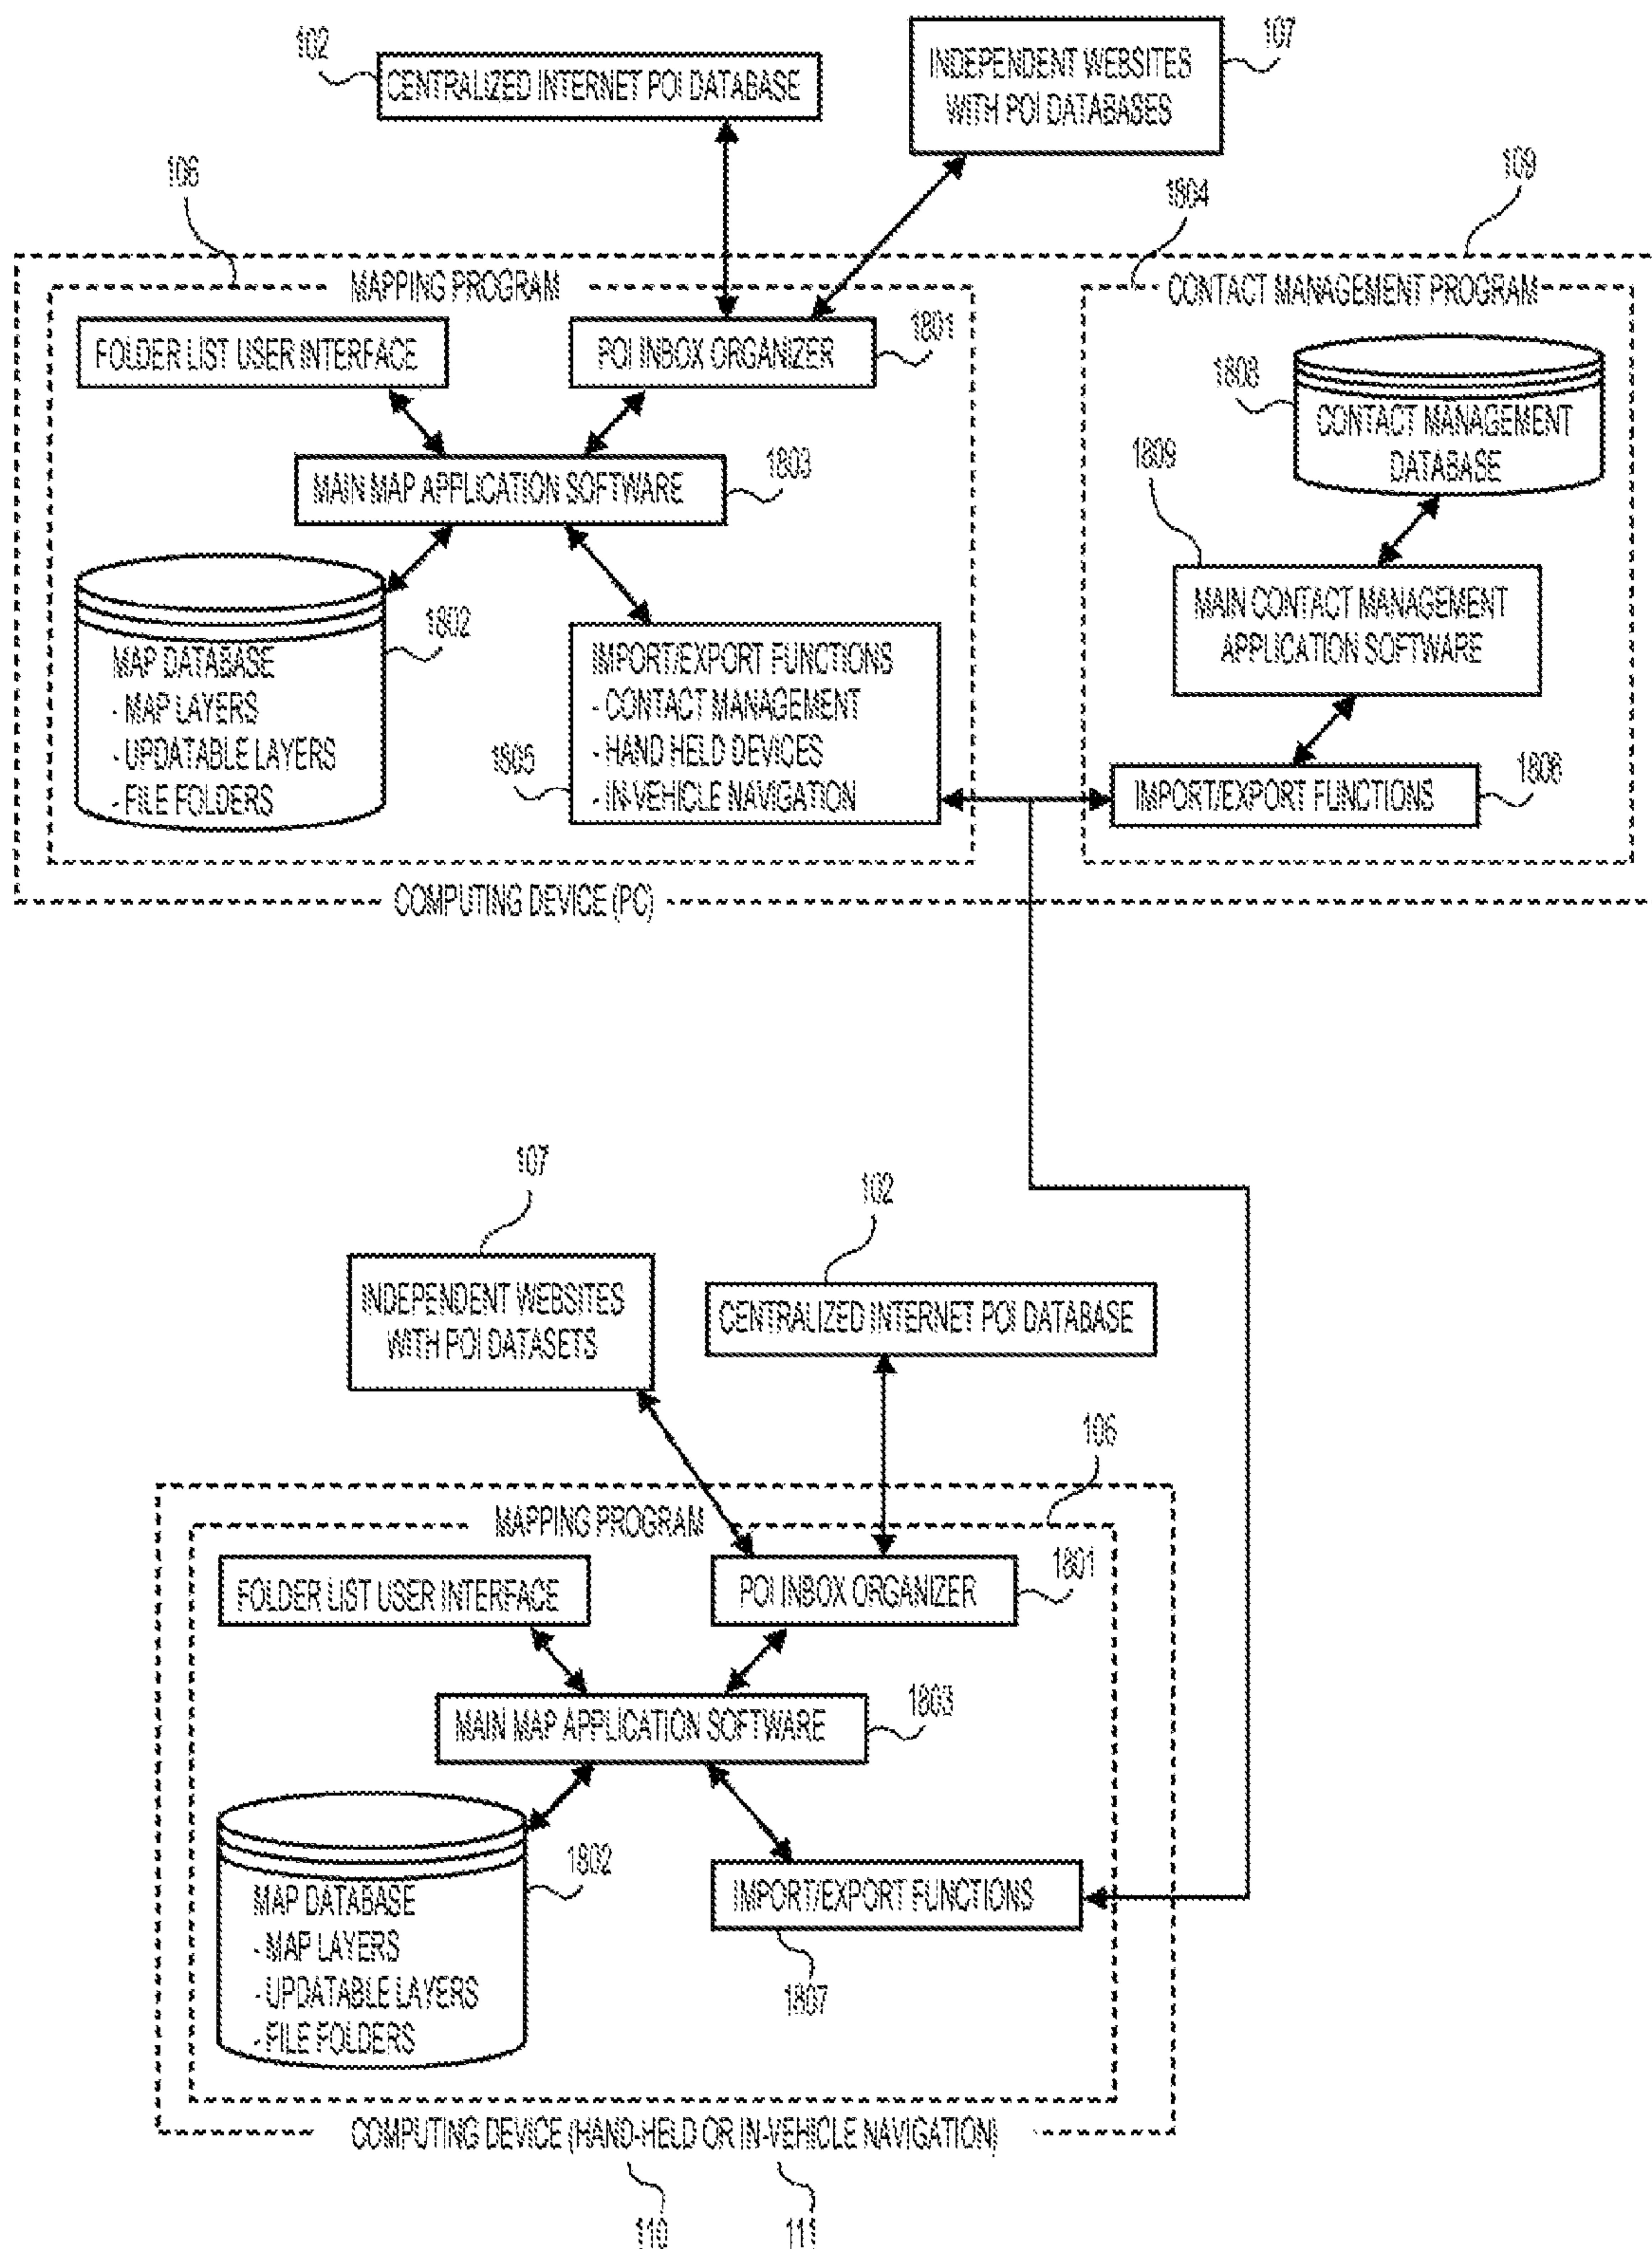 102
CENTRALIZED INTERNET POI DATABASE
INDEPENDENT WEBSITES
WITH POI DATABASES
107
106
1804
109
MAPPING PROGRAM
CONTACT MANAGEMENT PROGRAM
FOLDER LIST USER INTERFACE
POI INBOX ORGANIZER
1801
1808
CONTACT MANAGEMENT
DATABASE
MAIN MAP APPLICATION SOFTWARE
1803
1809
MAIN CONTACT MANAGEMENT
APPLICATION SOFTWARE
1802
MAP DATABASE
- MAP LAYERS
- UPDATABLE LAYERS
- FILE FOLDERS
IMPORT/EXPORT FUNCTIONS
- CONTACT MANAGEMENT
- HAND HELD DEVICES
- IN-VEHICLE NAVIGATION
1805
IMPORT/EXPORT FUNCTIONS
1806
COMPUTING DEVICE (PC)
107
102
INDEPENDENT WEBSITES
WITH POI DATASETS
CENTRALIZED INTERNET POI DATABASE
106
MAPPING PROGRAM
FOLDER LIST USER INTERFACE
POI INBOX ORGANIZER
1801
MAIN MAP APPLICATION SOFTWARE
1803
1802
MAP DATABASE
- MAP LAYERS
- UPDATABLE LAYERS
- FILE FOLDERS
IMPORT/EXPORT FUNCTIONS
1807
COMPUTING DEVICE (HAND-HELD OR IN-VEHICLE NAVIGATION)
110
111